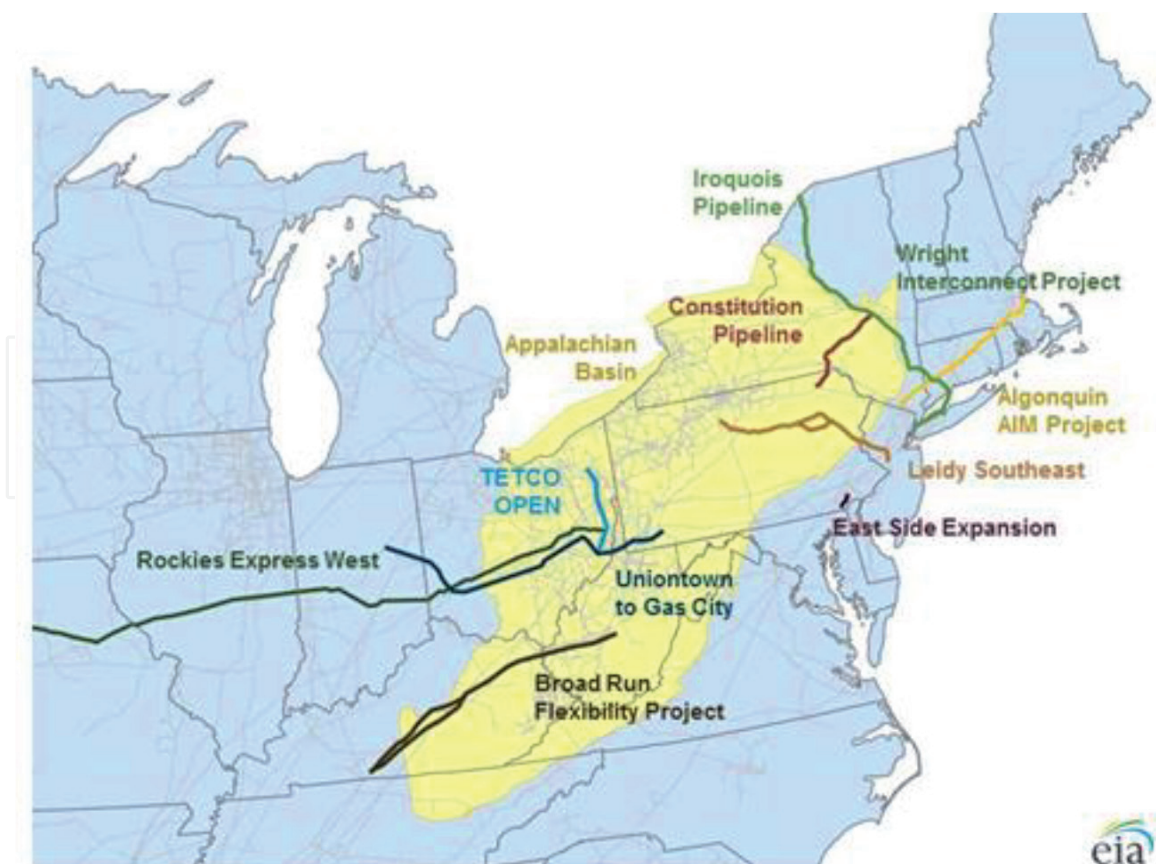 Iroquois
Pipeline
Wright
Interconnect Project
Constitution
Pipeline
Appalachian
Basin
Algonquin
AIM Project
Leidy Southeast
TETCO
OPEN
East Side Expansion
Rockies Express West
Uniontown
to Gas City
Broad Run
Flexibility Project
eia